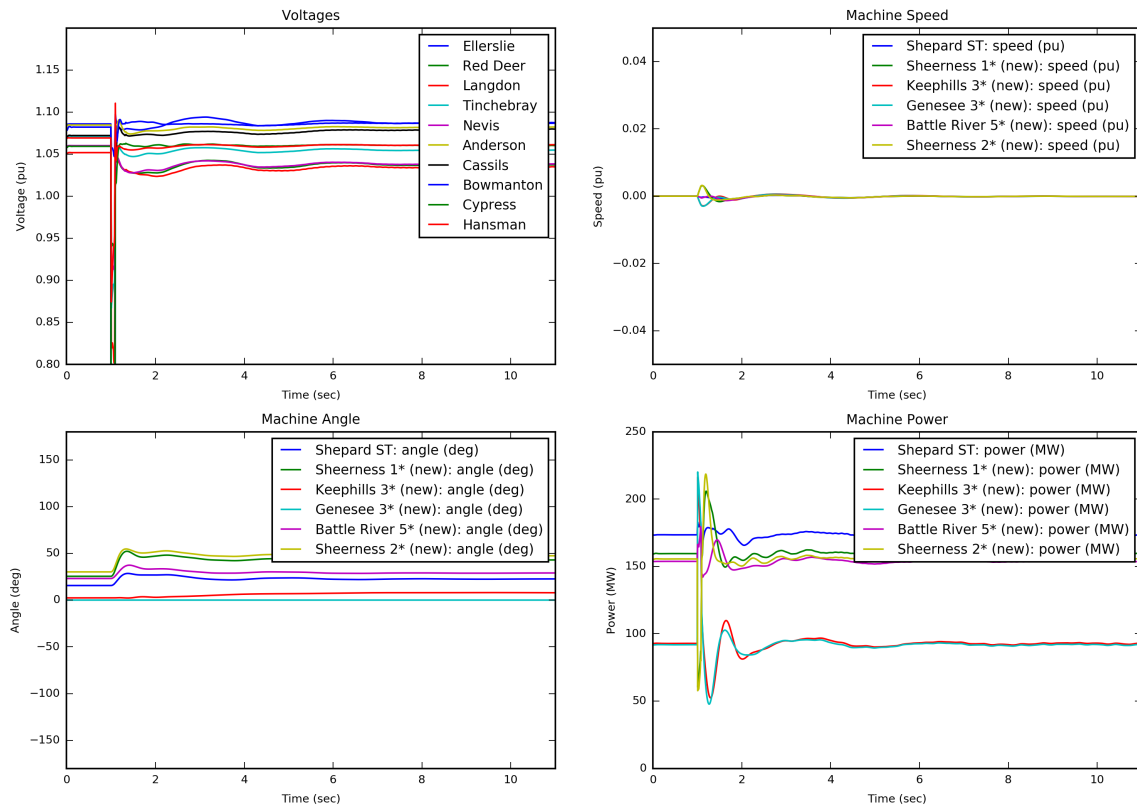 Voltages
1.15
1.10
1.05
1.00
0.95
0.90
0.85
0.80
Voltage (pu)
0 2 4 6 8 10
Time (sec)
Ellerslie
Red Deer
Langdon
Tinchebray
Nevis
Anderson
Cassils
Bowmanton
Cypress
Hansman
Machine Speed
0.04
0.02
0.00
−0.02
−0.04
Speed (pu)
0 2 4 6 8 10
Time (sec)
Shepard ST: speed (pu)
Sheerness 1* (new): speed (pu)
Keephills 3* (new): speed (pu)
Genesee 3* (new): speed (pu)
Battle River 5* (new): speed (pu)
Sheerness 2* (new): speed (pu)
Machine Angle
150
100
50
0
−50
−100
−150
Angle (deg)
0 2 4 6 8 10
Time (sec)
Shepard ST: angle (deg)
Sheerness 1* (new): angle (deg)
Keephills 3* (new): angle (deg)
Genesee 3* (new): angle (deg)
Battle River 5* (new): angle (deg)
Sheerness 2* (new): angle (deg)
Machine Power
250
200
150
100
50
0
Power (MW)
0 2 4 6 8 10
Time (sec)
Shepard ST: power (MW)
Sheerness 1* (new): power (MW)
Keephills 3* (new): power (MW)
Genesee 3* (new): power (MW)
Battle River 5* (new): power (MW)
Sheerness 2* (new): power (MW)